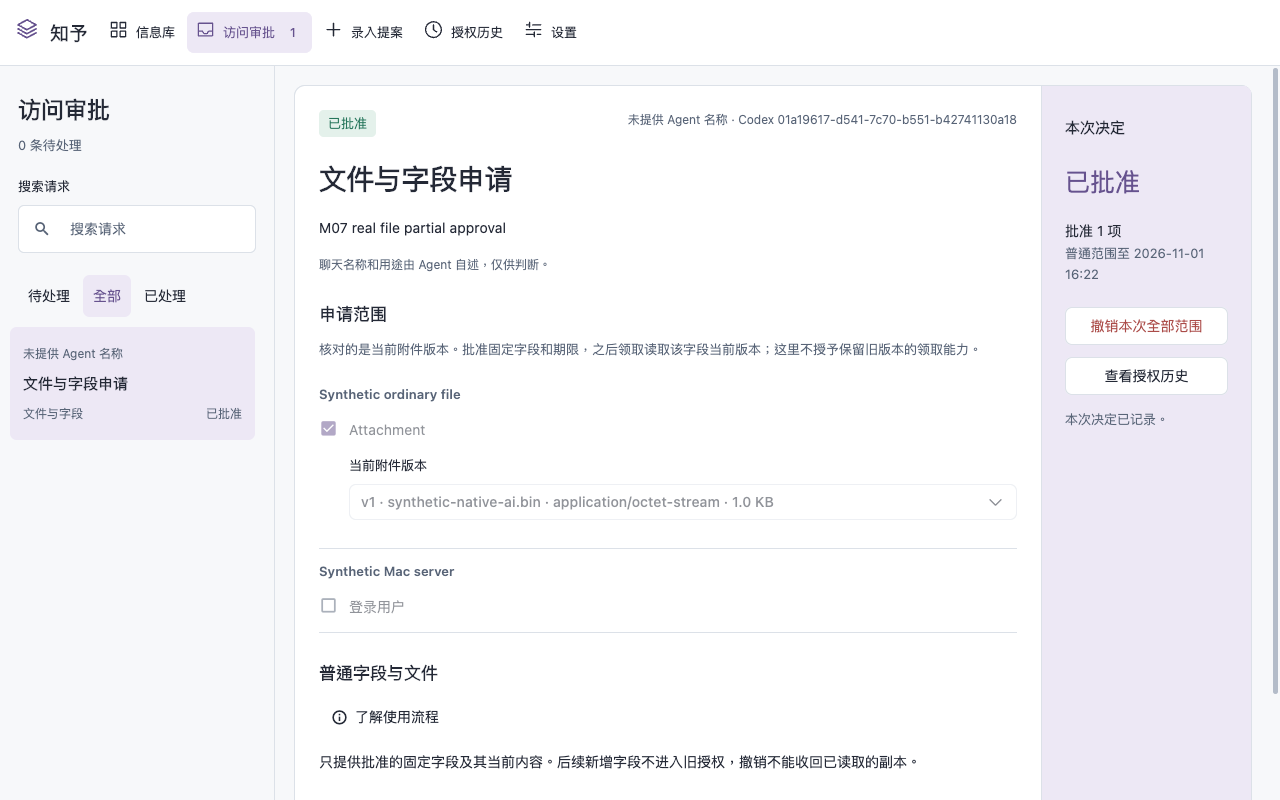 知予
信息库
访问审批 1
录入提案
授权历史
设置
访问审批
0 条待处理
搜索请求
搜索请求
待处理 全部 已处理
未提供 Agent 名称
文件与字段申请
文件与字段 已批准
已批准
未提供 Agent 名称 · Codex 01a19617-d541-7c70-b551-b42741130a18
文件与字段申请
M07 real file partial approval
聊天名称和用途由 Agent 自述，仅供判断。
申请范围
核对的是当前附件版本。批准固定字段和期限，之后领取读取该字段当前版本；这里不授予保留旧版本的领取能力。
Synthetic ordinary file
Attachment
当前附件版本
v1 · synthetic-native-ai.bin · application/octet-stream · 1.0 KB
Synthetic Mac server
登录用户
普通字段与文件
了解使用流程
只提供批准的固定字段及其当前内容。后续新增字段不进入旧授权，撤销不能收回已读取的副本。
本次决定
已批准
批准 1 项
普通范围至 2026-11-01
16:22
撤销本次全部范围
查看授权历史
本次决定已记录。